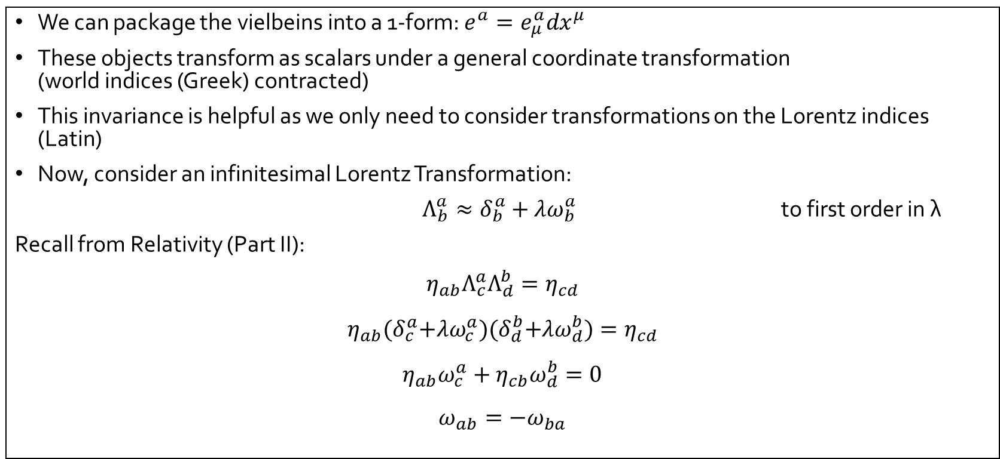 • We can package the vielbeins into a 1-form: $e^a = e^a_\mu dx^\mu$
• These objects transform as scalars under a general coordinate transformation
(world indices (Greek) contracted)
• This invariance is helpful as we only need to consider transformations on the Lorentz indices
(Latin)
• Now, consider an infinitesimal Lorentz Transformation:
$\Lambda^a_b \approx \delta^a_b + \lambda\omega^a_b$ to first order in λ
Recall from Relativity (Part II):
$\eta_{ab}\Lambda^a_c\Lambda^b_d = \eta_{cd}$
$\eta_{ab}(\delta^a_c + \lambda\omega^a_c)(\delta^b_d + \lambda\omega^b_d) = \eta_{cd}$
$\eta_{ab}\omega^a_c + \eta_{cb}\omega^b_d = 0$
$\omega_{ab} = -\omega_{ba}$